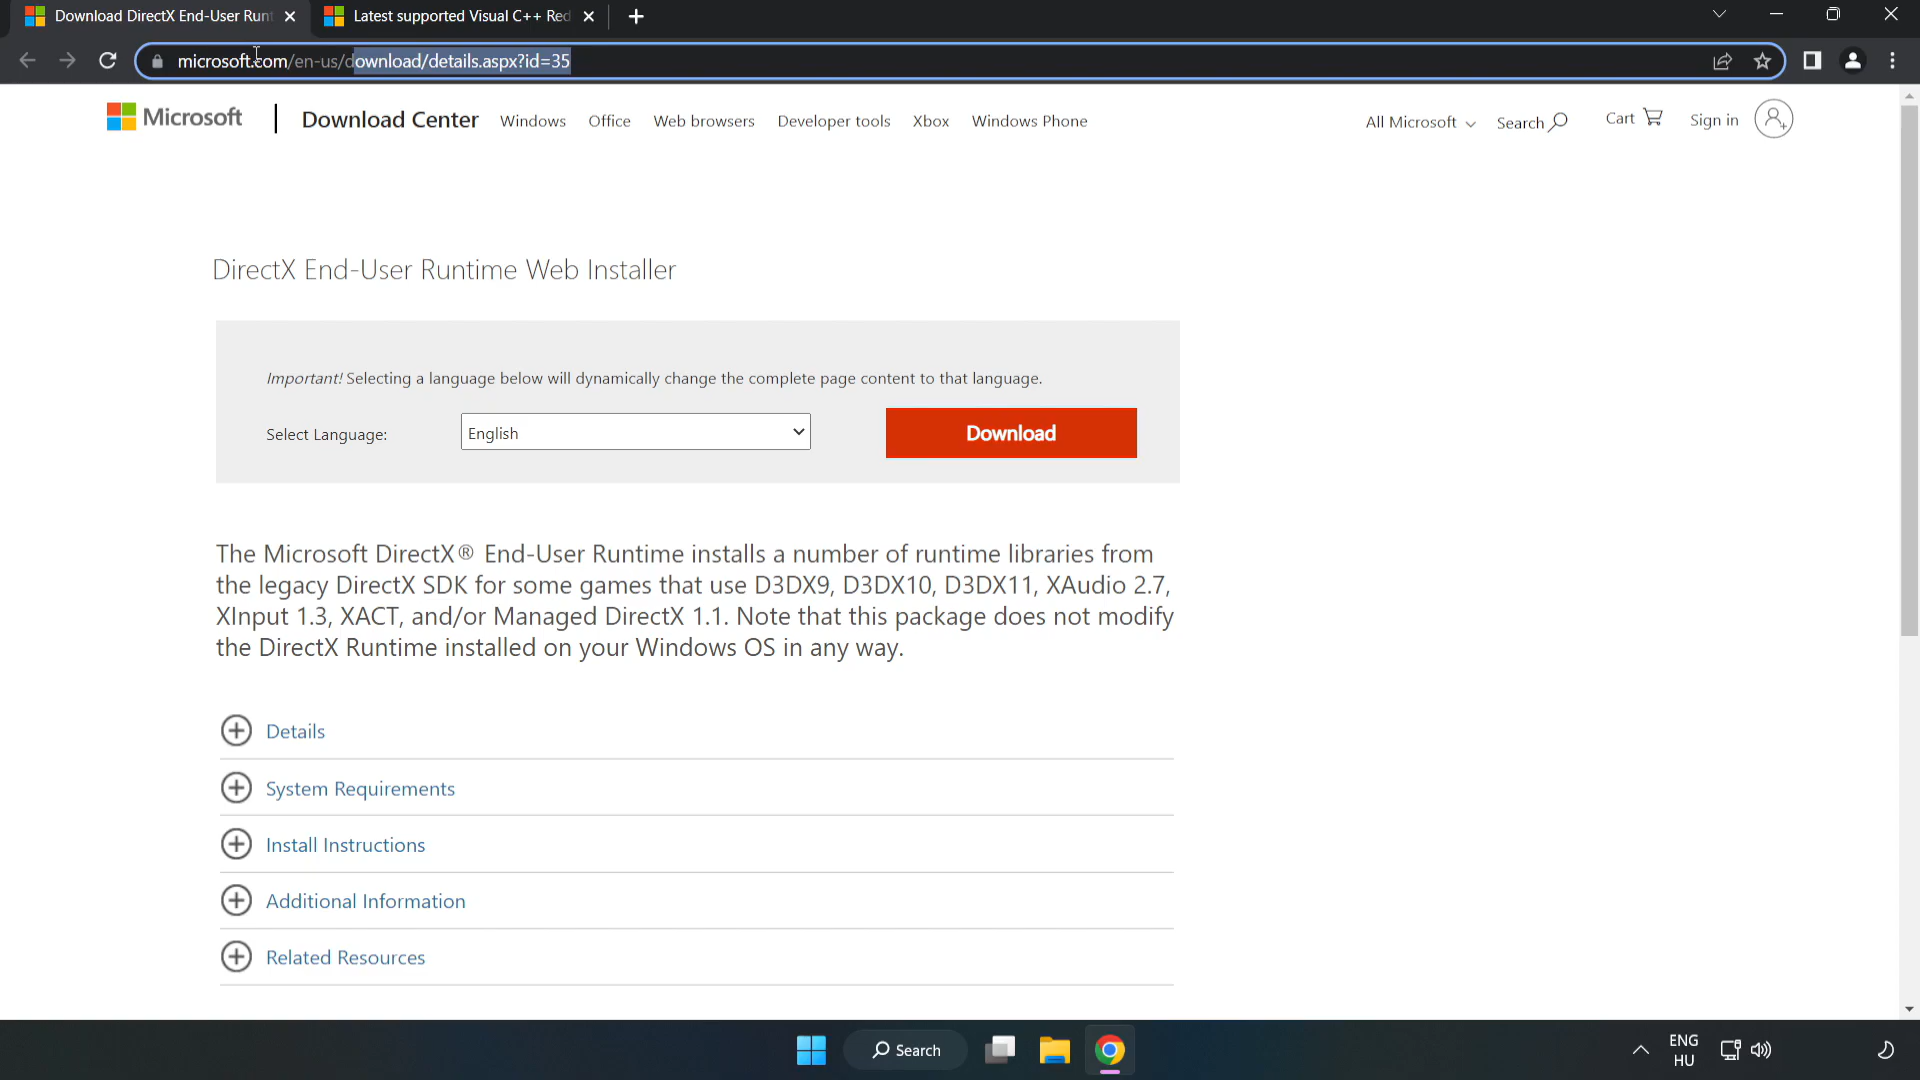 Download DirectX End-User Runt
Latest supported Visual C++ Red
microsoft.com/en-us/download/details.aspx?id=35
Microsoft
Download Center
Windows
Office
Web browsers
Developer tools
Xbox
Windows Phone
All Microsoft
Search
Cart
Sign in
DirectX End-User Runtime Web Installer
Important! Selecting a language below will dynamically change the complete page content to that language.
Select Language:
English
Download
The Microsoft DirectX® End-User Runtime installs a number of runtime libraries from
the legacy DirectX SDK for some games that use D3DX9, D3DX10, D3DX11, XAudio 2.7,
XInput 1.3, XACT, and/or Managed DirectX 1.1. Note that this package does not modify
the DirectX Runtime installed on your Windows OS in any way.
Details
System Requirements
Install Instructions
Additional Information
Related Resources
Search
ENG
HU